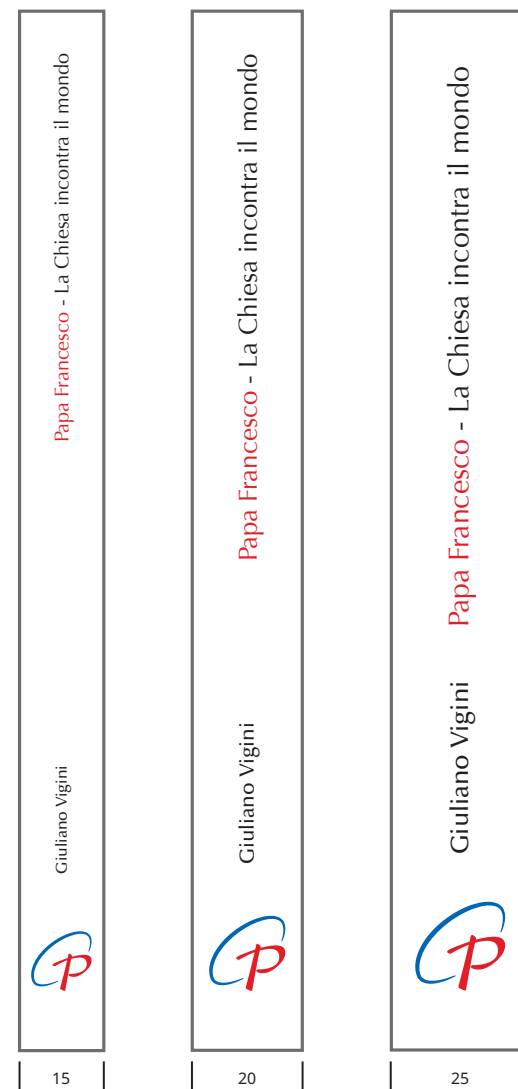 Giuliano Vigini
Papa Francesco - La Chiesa incontra il mondo
Giuliano Vigini
Papa Francesco - La Chiesa incontra il mondo
Giuliano Vigini
Papa Francesco - La Chiesa incontra il mondo
15
20
25